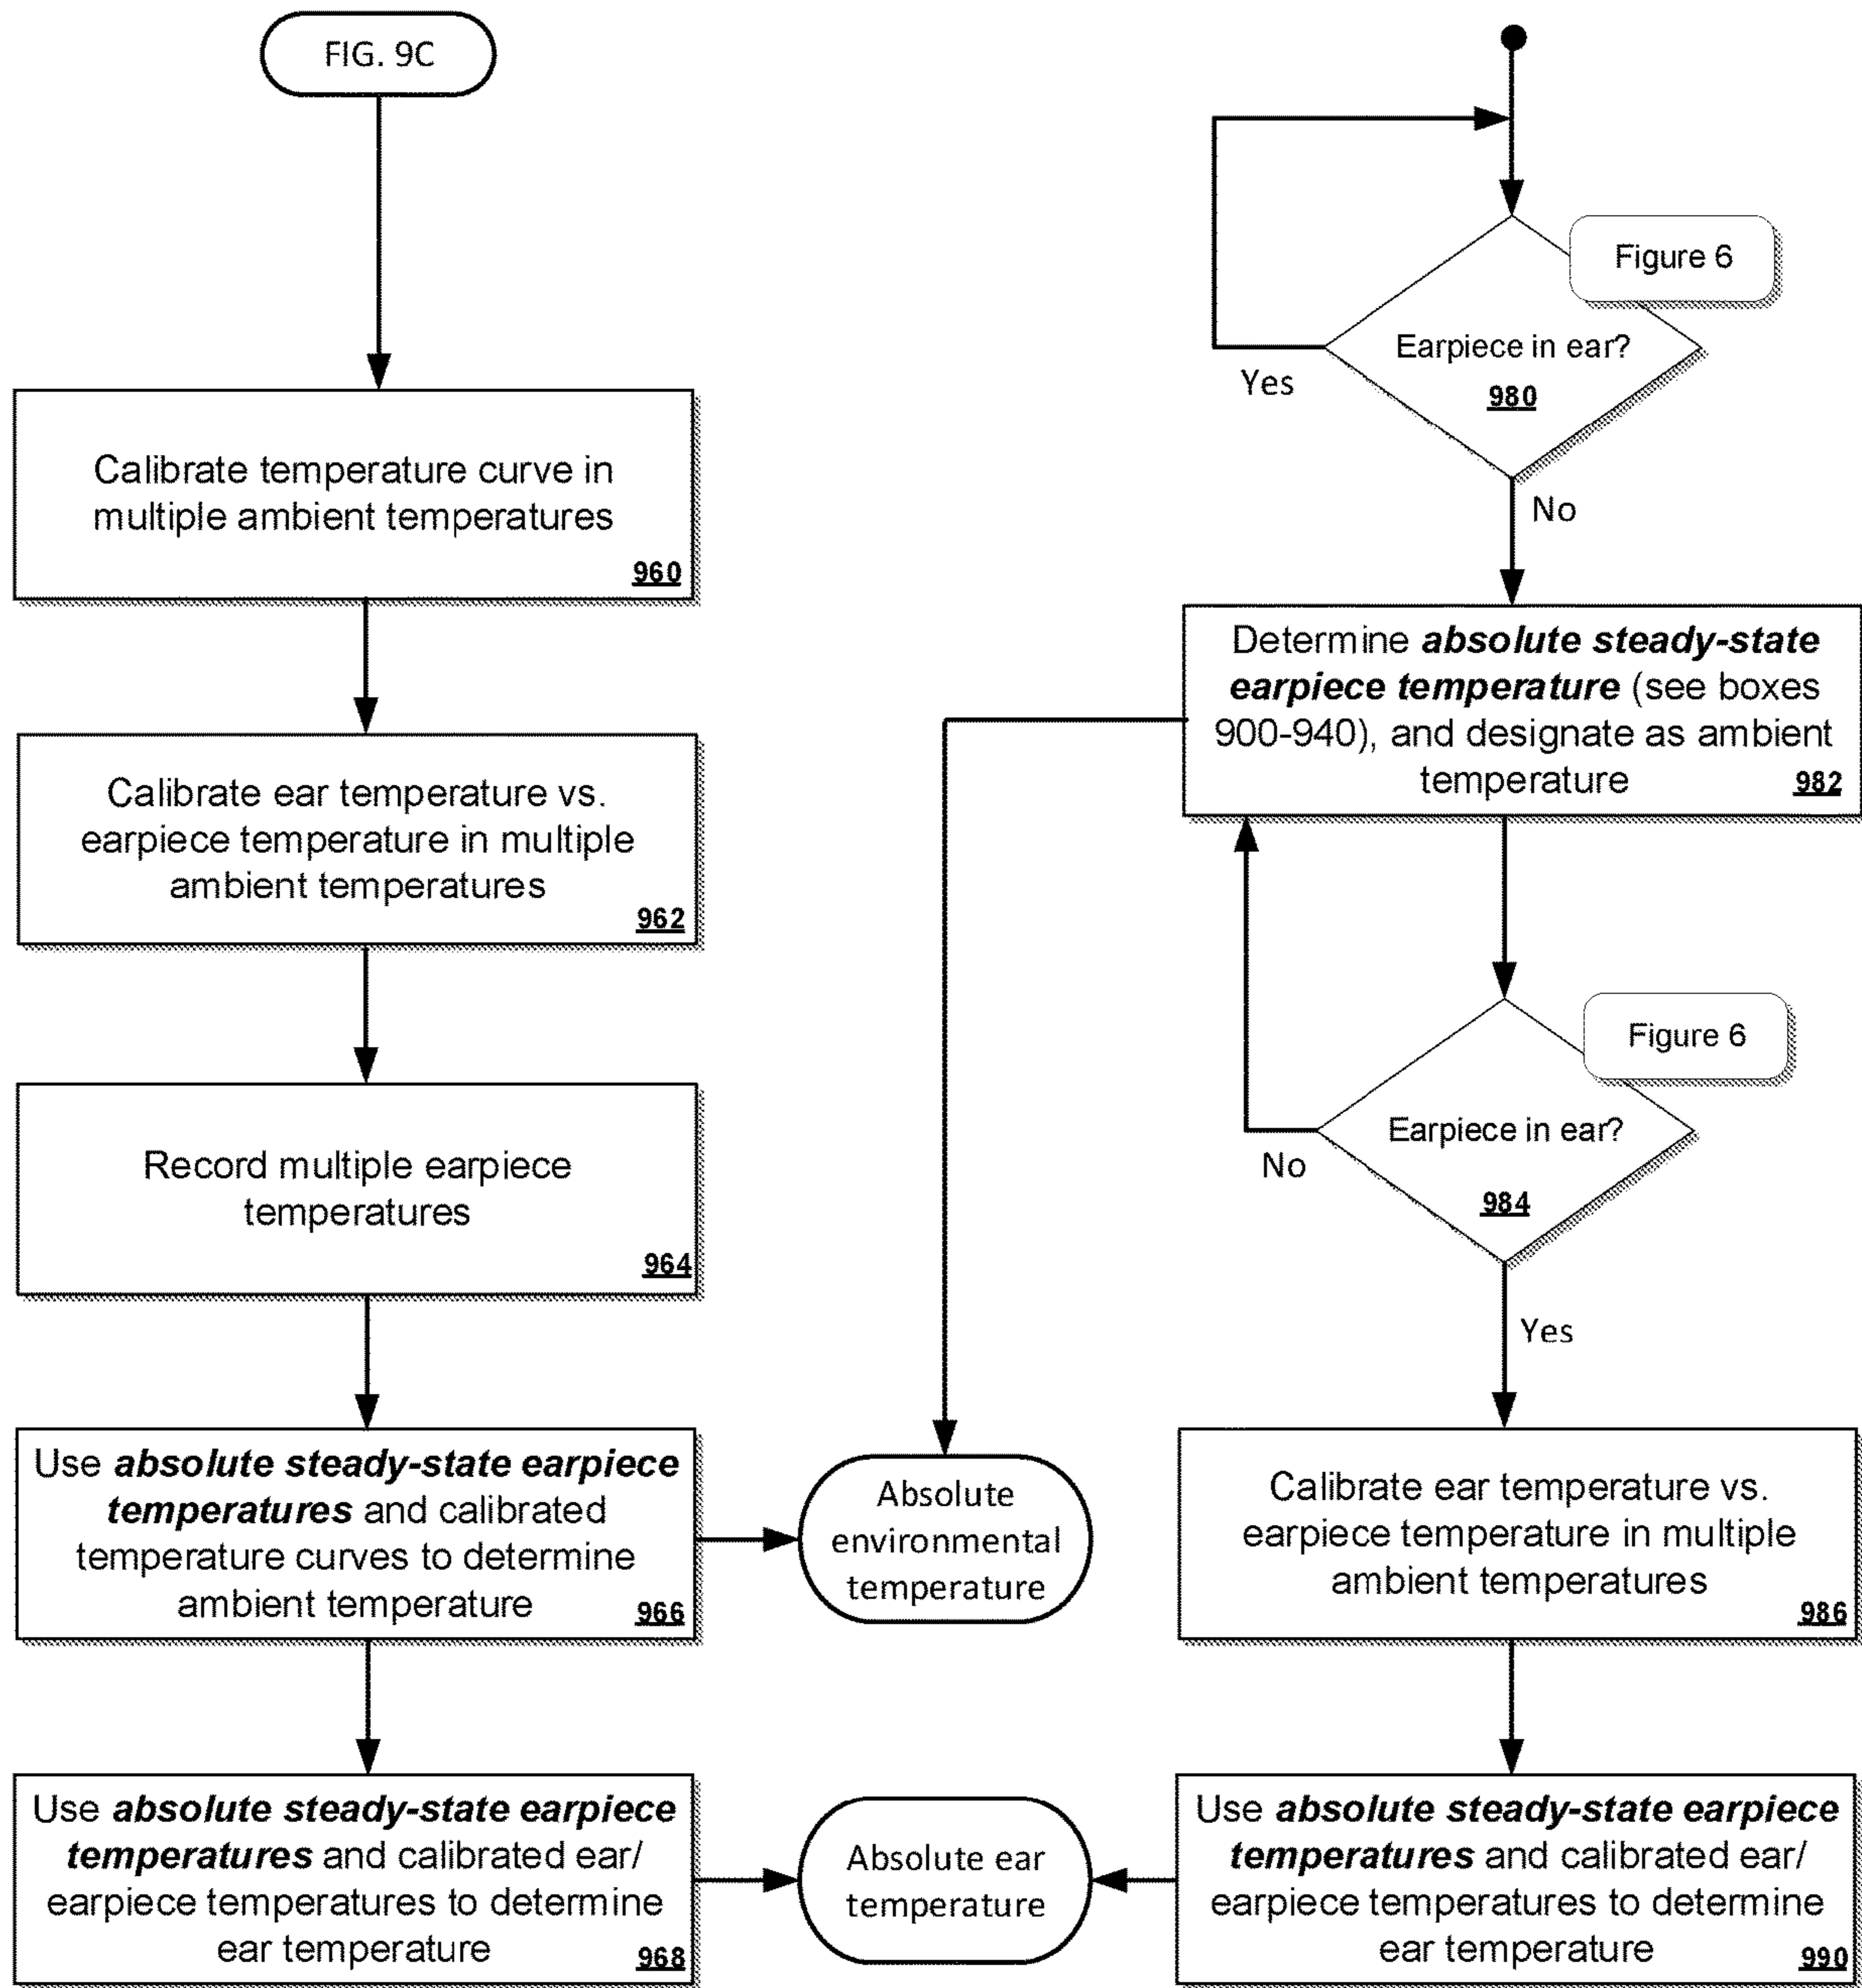 FIG. 9C
Calibrate temperature curve in
multiple ambient temperatures
960
Calibrate ear temperature vs.
earpiece temperature in multiple
ambient temperatures
962
Record multiple earpiece
temperatures
964
Use absolute steady-state earpiece
temperatures and calibrated
temperature curves to determine
ambient temperature
966
Use absolute steady-state earpiece
temperatures and calibrated ear/
earpiece temperatures to determine
ear temperature
968
Absolute
environmental
temperature
Absolute ear
temperature
Figure 6
Earpiece in ear?
980
Yes
No
Determine absolute steady-state
earpiece temperature (see boxes
900-940), and designate as ambient
temperature
982
Figure 6
Earpiece in ear?
984
No
Yes
Calibrate ear temperature vs.
earpiece temperature in multiple
ambient temperatures
986
Use absolute steady-state earpiece
temperatures and calibrated ear/
earpiece temperatures to determine
ear temperature
990